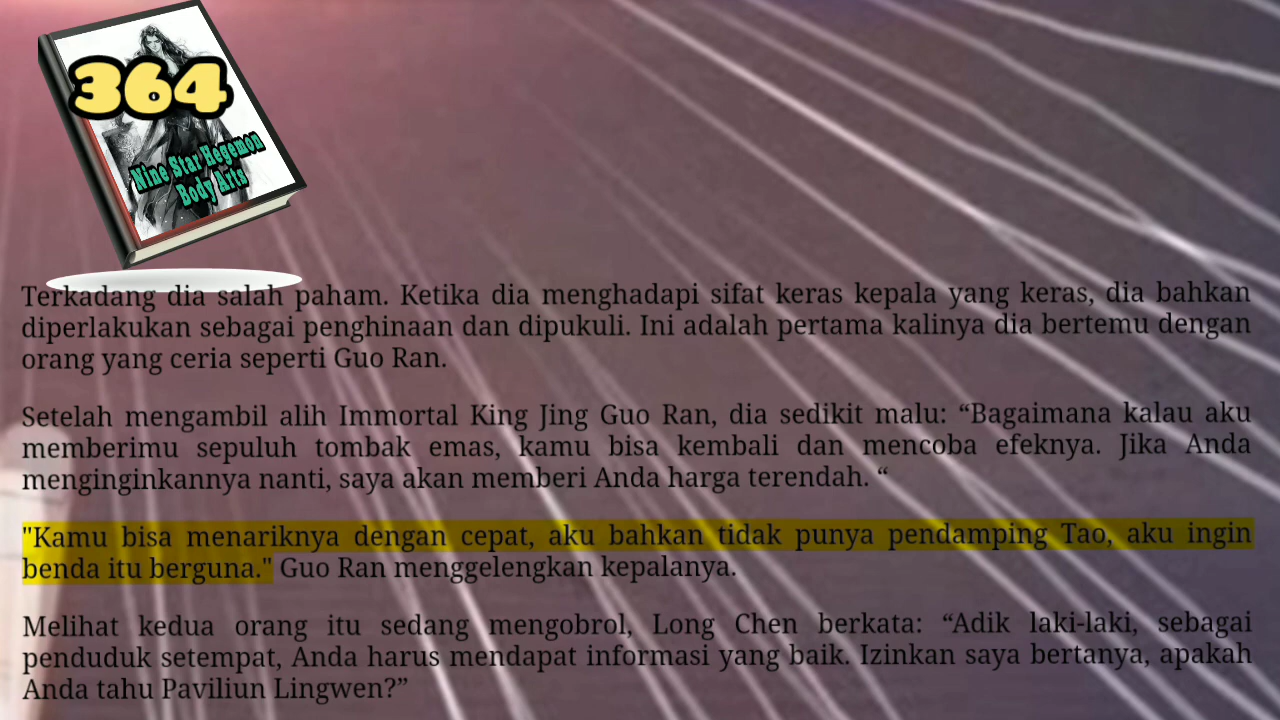 364
Nine Star Hegemon
Body Arts
Terkadang dia salah paham. Ketika dia menghadapi sifat keras kepala yang keras, dia bahkan
diperlakukan sebagai penghinaan dan dipukuli. Ini adalah pertama kalinya dia bertemu dengan
orang yang ceria seperti Guo Ran.
Setelah mengambil alih Immortal King Jing Guo Ran, dia sedikit malu: “Bagaimana kalau aku
memberimu sepuluh tombak emas, kamu bisa kembali dan mencoba efeknya. Jika Anda
menginginkannya nanti, saya akan memberi Anda harga terendah. “
"Kamu bisa menariknya dengan cepat, aku bahkan tidak punya pendamping Tao, aku ingin
benda itu berguna." Guo Ran menggelengkan kepalanya.
Melihat kedua orang itu sedang mengobrol, Long Chen berkata: “Adik laki-laki, sebagai
penduduk setempat, Anda harus mendapat informasi yang baik. Izinkan saya bertanya, apakah
Anda tahu Paviliun Lingwen?”